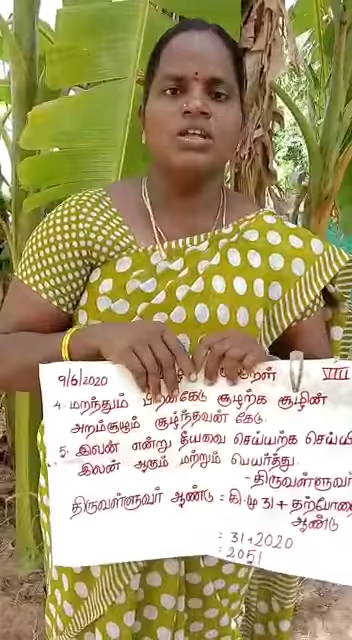 9/6/2020 குறள் VIII
4. மறந்தும் பிறன்கேடு சூழற்க சூழின்
அறம்சூழும் சூழ்ந்தவன் கேடு.
5. இலன் என்று தீயவை செய்யற்க செய்யி
இலன் ஆகும் மற்றும் பெயர்த்து.
- திருவள்ளுவர்
திருவள்ளுவர் ஆண்டு = கி.மு 31 + தற்போ
ஆண்டு
= 31+2020
= 2051